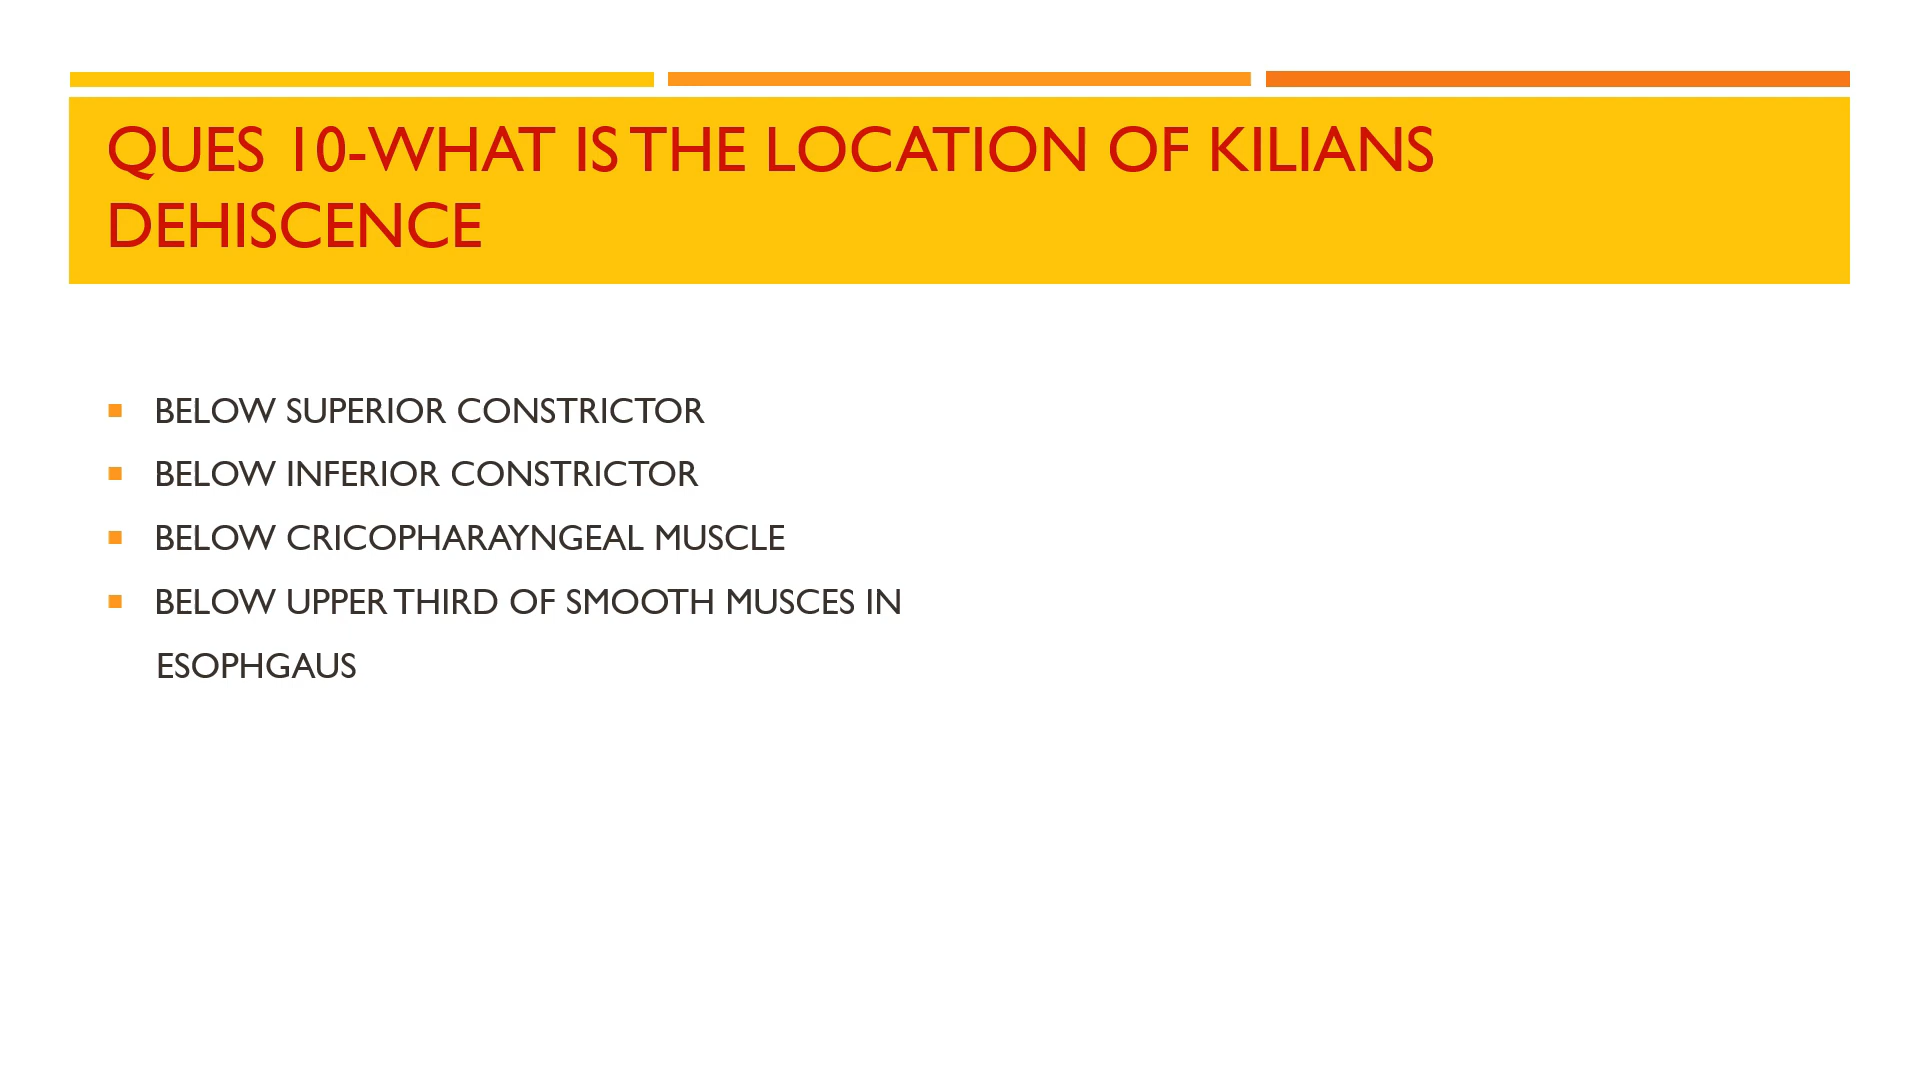 QUES 10-WHAT IS THE LOCATION OF KILIANS
DEHISCENCE
BELOW SUPERIOR CONSTRICTOR
BELOW INFERIOR CONSTRICTOR
BELOW CRICOPHARAYNGEAL MUSCLE
BELOW UPPER THIRD OF SMOOTH MUSCES IN
ESOPHGAUS